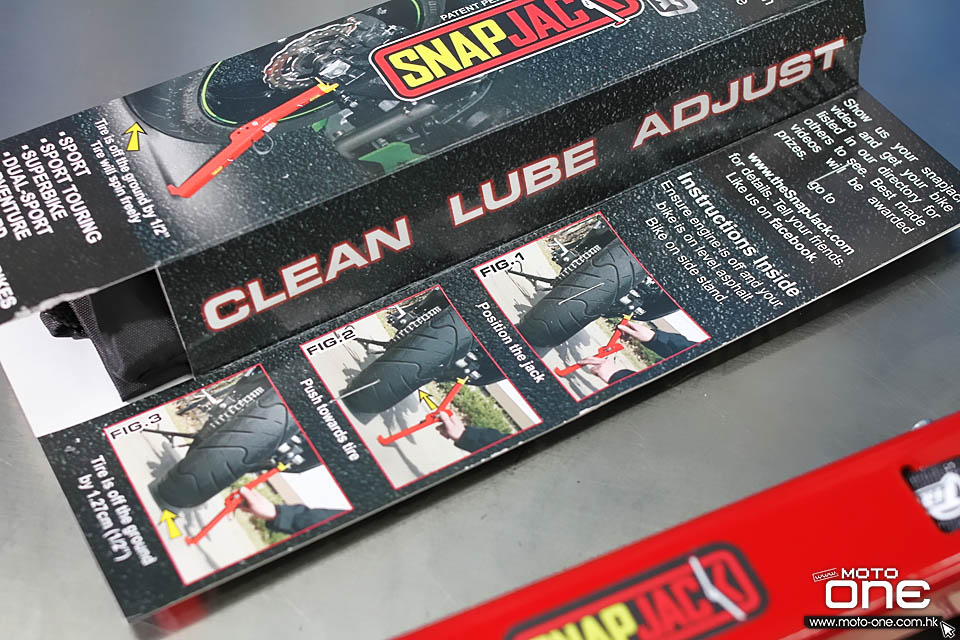 PATENT PE
SNAPJACK
Tire is off the ground by 1/2"
Tire will spin freely
*SPORT
*SPORT TOURING
*SUPERBIKE
*DUAL-SPORT
CLEAN LUBE ADJUST
Show us your snapjack
video and get your bike
listed in our directory for
others to see. Best made
videos will be awarded
prizes. go to
www.theSnapJack.com
for details. Tell your friends.
Like us on facebook.
Instructions Inside
Ensure engine is off and your
bike is on level asphalt.
Bike on side stand.
FIG.1
Position the jack
FIG.2
Push towards tire
FIG.3
Tire is off the ground
by 1.27cm (1/2")
SNAPJACK
MOTO
ONE
.COM.HK
www.moto-one.com.hk